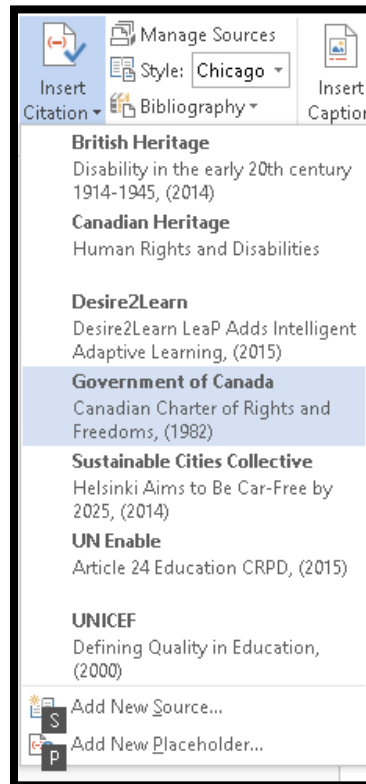 Manage Sources
Style: Chicago
Insert
Citation
Bibliography
Insert
Caption
British Heritage
Disability in the early 20th century
1914-1945, (2014)
Canadian Heritage
Human Rights and Disabilities
Desire2Learn
Desire2Learn LeaP Adds Intelligent
Adaptive Learning, (2015)
Government of Canada
Canadian Charter of Rights and
Freedoms, (1982)
Sustainable Cities Collective
Helsinki Aims to Be Car-Free by
2025, (2014)
UN Enable
Article 24 Education CRPD, (2015)
UNICEF
Defining Quality in Education,
(2000)
S Add New Source...
P Add New Placeholder...